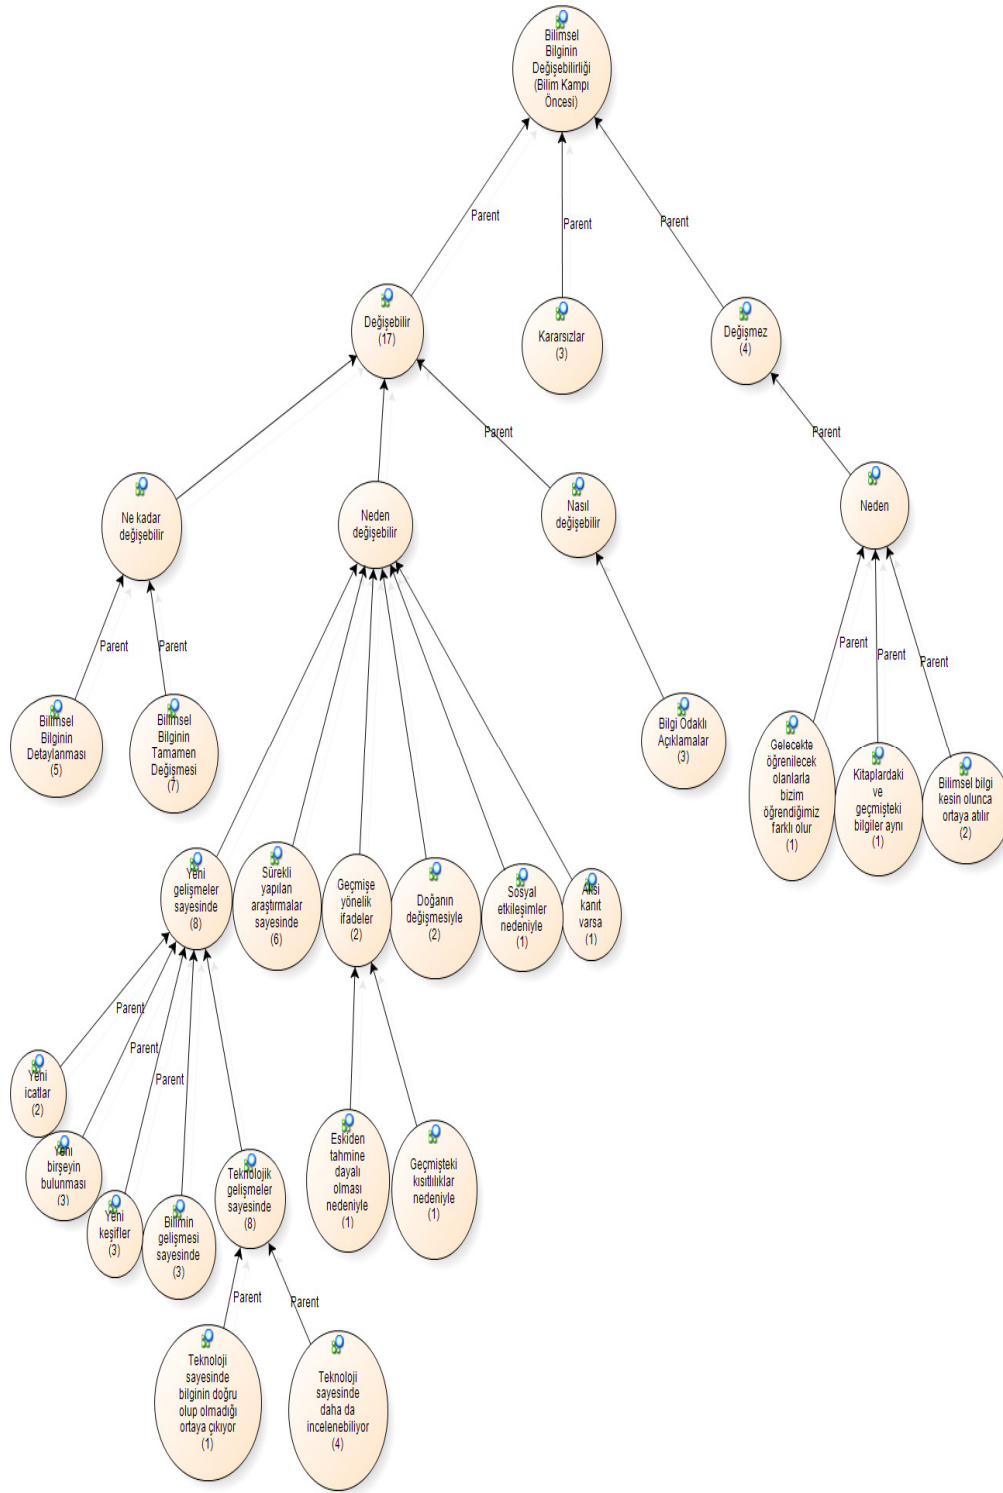 Bilimsel
Bilginin
Değişebilirliği
(Bilim Kampı
Öncesi)
Parent
Parent
Parent
Değişebilir
(17)
Kararsızlar
(3)
Değişmez
(4)
Parent
Parent
Ne kadar
değişebilir
Neden
değişebilir
Nasıl
değişebilir
Neden
Parent
Parent
Parent
Parent
Parent
Bilimsel
Bilginin
Detaylanması
(5)
Bilimsel
Bilginin
Tamamen
Değişmesi
(7)
Bilgi Odaklı
Açıklamalar
(3)
Gelecekte
öğrenilecek
olanlarla
bizim
öğrendiğimiz
farklı olur
(1)
Kitaplardaki
ve
geçmişteki
bilgiler aynı
(1)
Bilimsel bilgi
kesin olunca
ortaya atılır
(2)
Yeni
gelişmeler
sayesinde
(8)
Sürekli
yapılan
araştırmalar
sayesinde
(6)
Geçmişe
yönelik
ifadeler
(2)
Doğanın
değişmesiyle
(2)
Sosyal
etkileşimler
nedeniyle
(1)
Aksi
kanıt
varsa
(1)
Parent
Parent
Parent
Yeni
icatlar
(2)
Yeni
birşeyin
bulunması
(3)
Yeni
keşifler
(3)
Bilimin
gelişmesi
sayesinde
(3)
Teknolojik
gelişmeler
sayesinde
(8)
Eskiden
tahmine
dayalı
olması
nedeniyle
(1)
Geçmişteki
kısıtlılıklar
nedeniyle
(1)
Parent
Parent
Teknoloji
sayesinde
bilginin doğru
olup olmadığı
ortaya çıkıyor
(1)
Teknoloji
sayesinde
daha da
incelenebiliyor
(4)